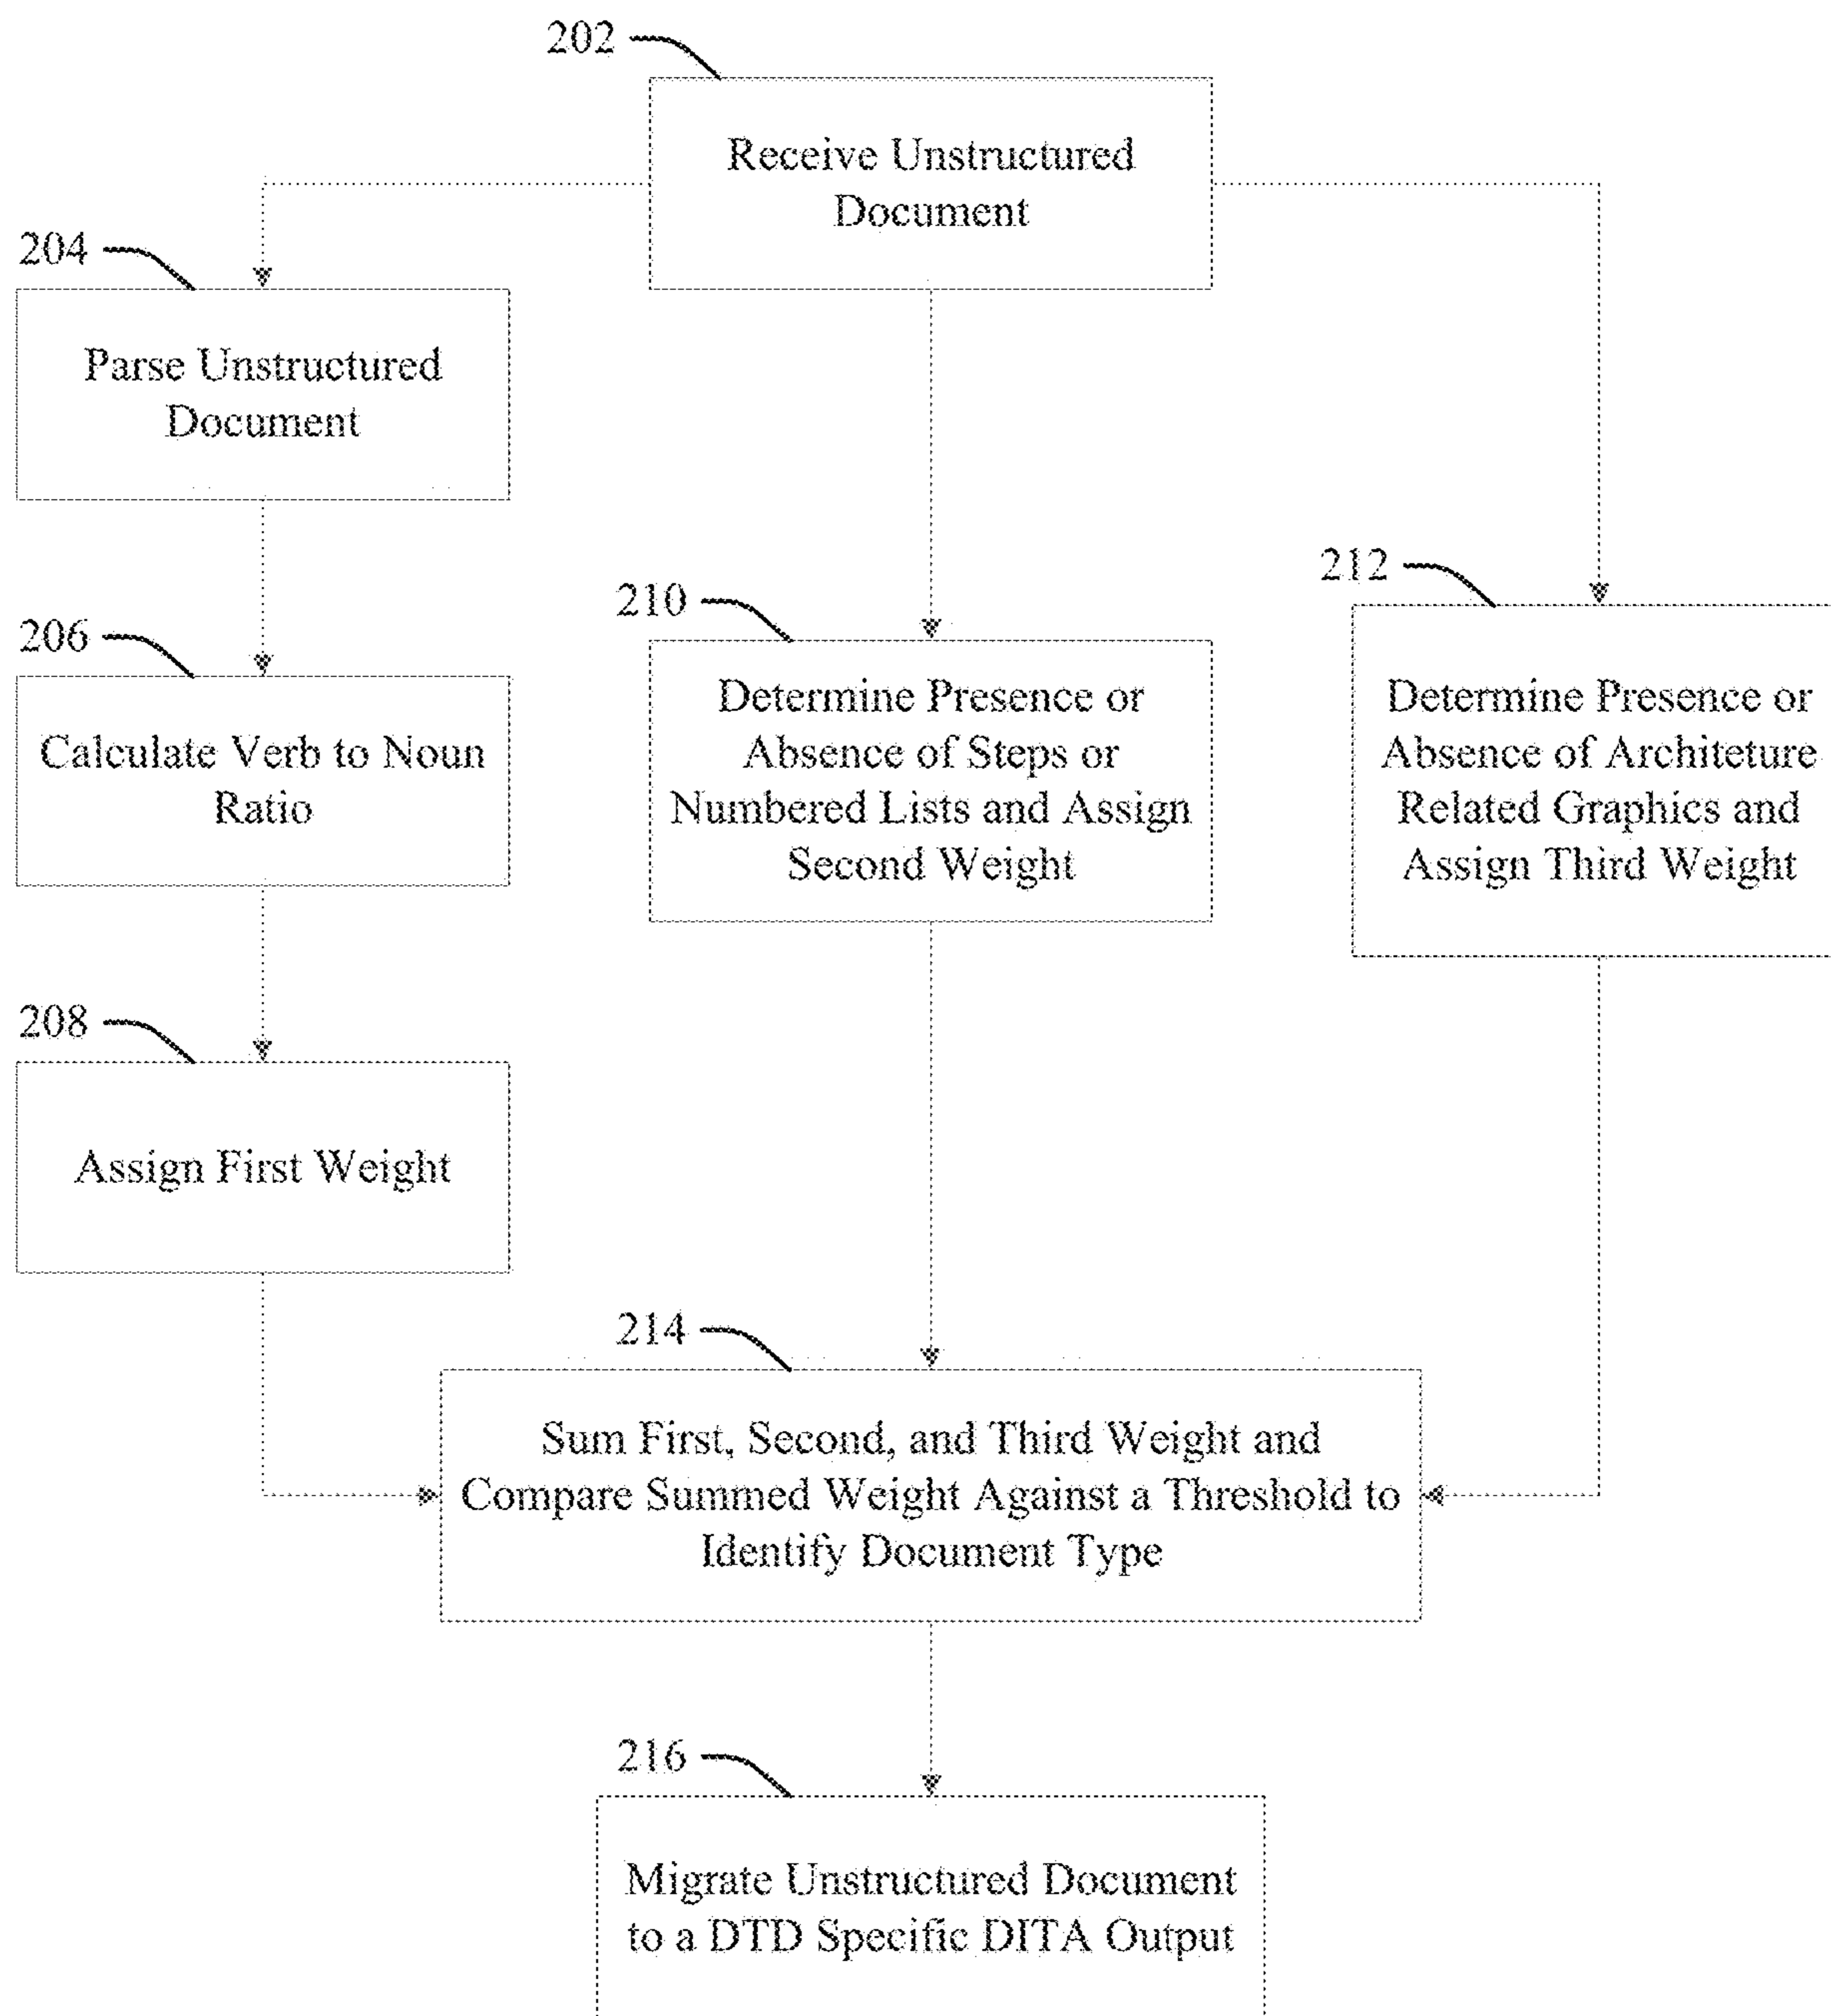 202
Receive Unstructured
Document
204
Parse Unstructured
Document
206
Calculate Verb to Noun
Ratio
208
Assign First Weight
210
Determine Presence or
Absence of Steps or
Numbered Lists and Assign
Second Weight
212
Determine Presence or
Absence of Architeture
Related Graphics and
Assign Third Weight
214
Sum First, Second, and Third Weight and
Compare Summed Weight Against a Threshold to
Identify Document Type
216
Migrate Unstructured Document
to a DTD Specific DITA Output